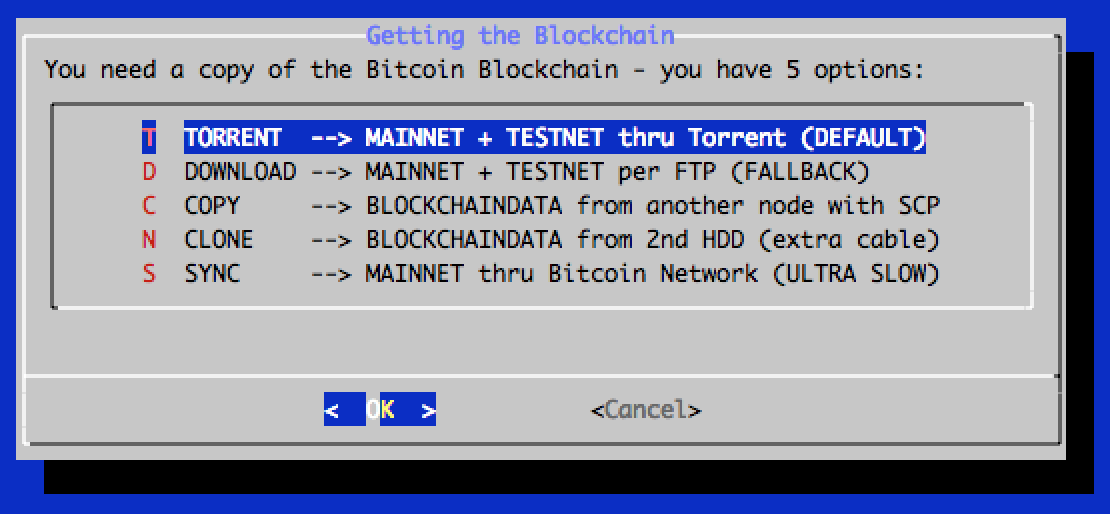 Getting the Blockchain
You need a copy of the Bitcoin Blockchain - you have 5 options:
T TORRENT --> MAINNET + TESTNET thru Torrent (DEFAULT)
D DOWNLOAD --> MAINNET + TESTNET per FTP (FALLBACK)
C COPY --> BLOCKCHAINDATA from another node with SCP
N CLONE --> BLOCKCHAINDATA from 2nd HDD (extra cable)
S SYNC --> MAINNET thru Bitcoin Network (ULTRA SLOW)
< OK > <Cancel>